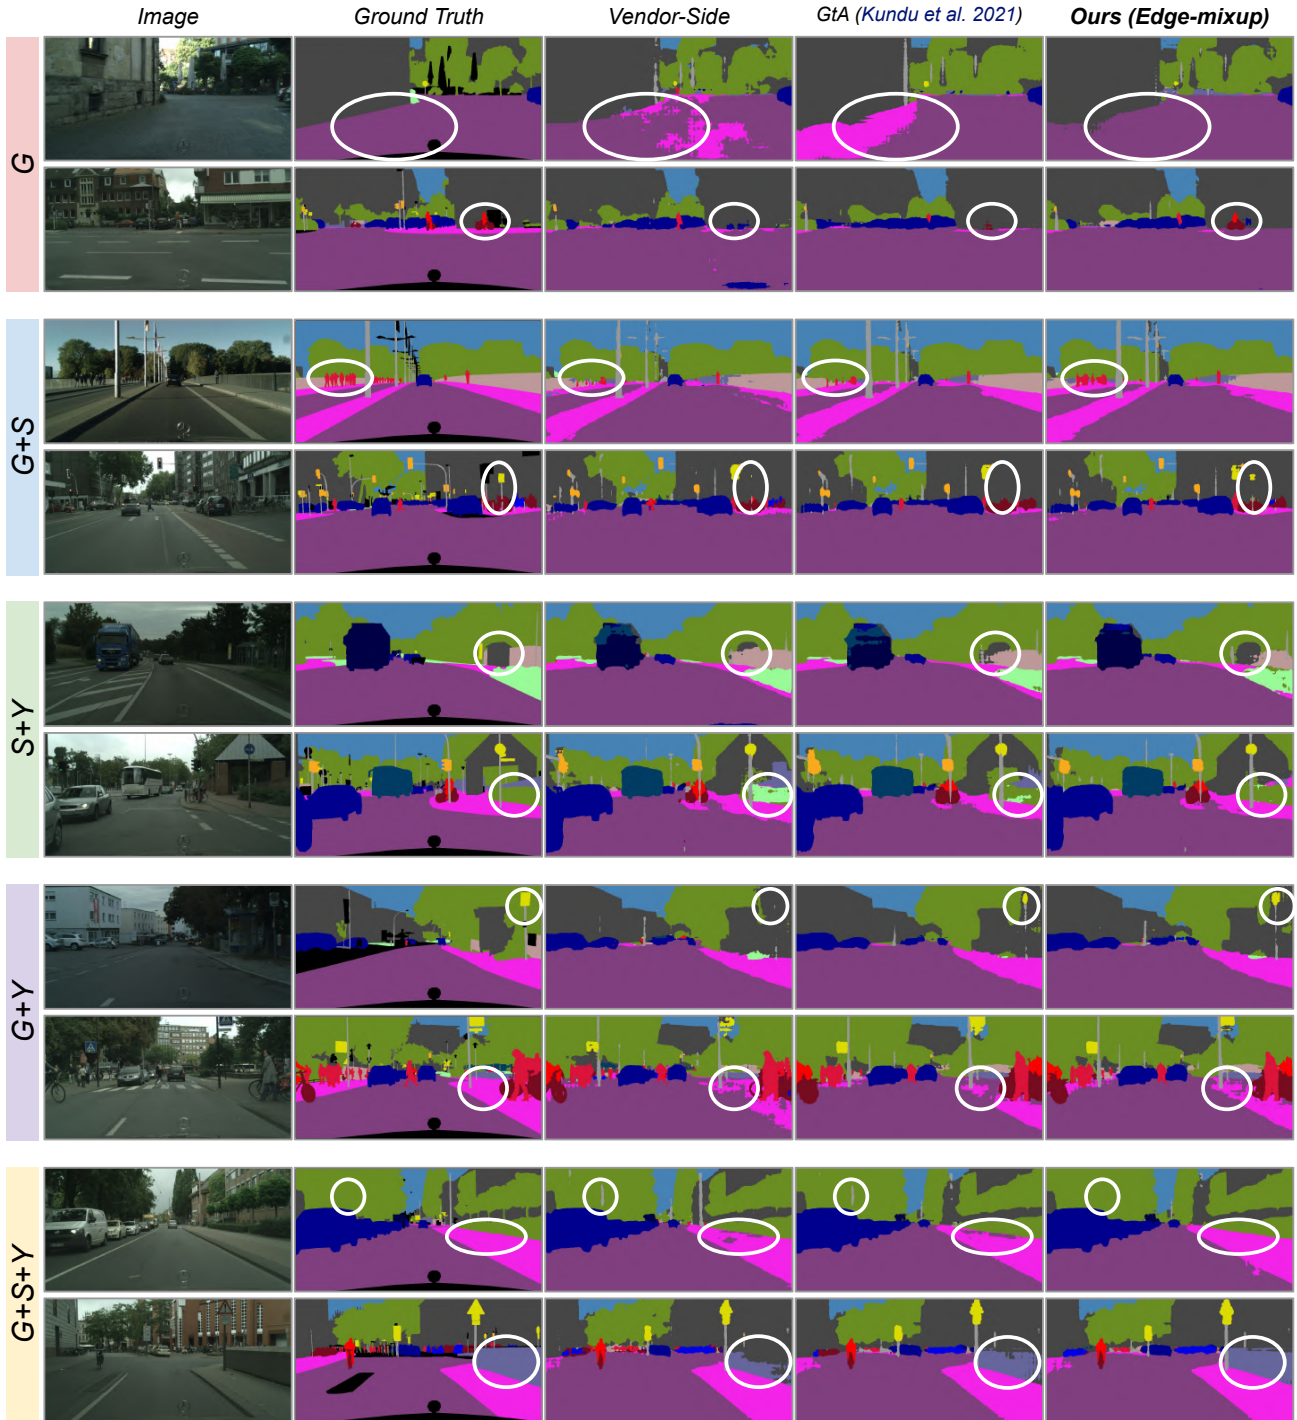 Image Ground Truth Vendor-Side GtA (Kundu et al. 2021) Ours (Edge-mixup)
G
G+S
S+Y
G+Y
G+S+Y